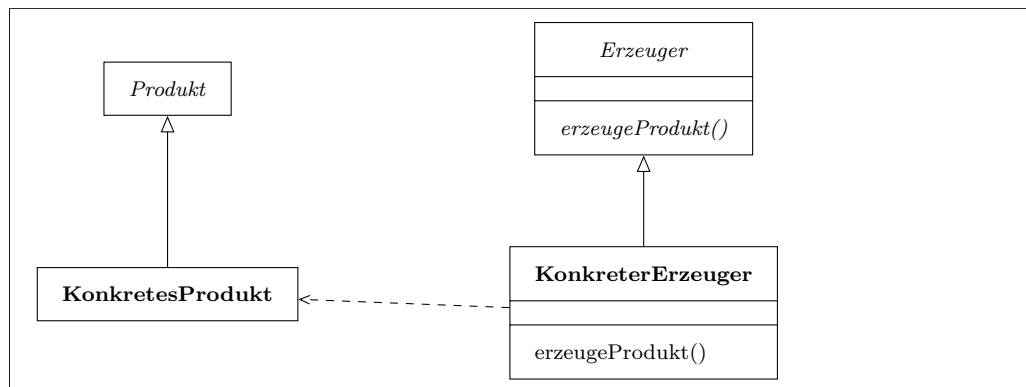 Erzeuger
Produkt
erzeugeProdukt()
KonkreterErzeuger
KonkretesProdukt
erzeugeProdukt()